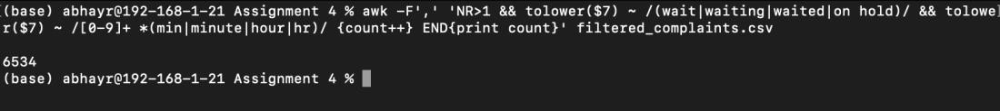 (base) abhayr@192-168-1-21 Assignment 4 % awk -F',' 'NR>1 && tolower($7) ~ /(wait|waiting|waited|on hold)/ && tolowe
r($7) ~ /[0-9]+ *(min|minute|hour|hr)/ {count++} END{print count}' filtered_complaints.csv
6534
(base) abhayr@192-168-1-21 Assignment 4 %